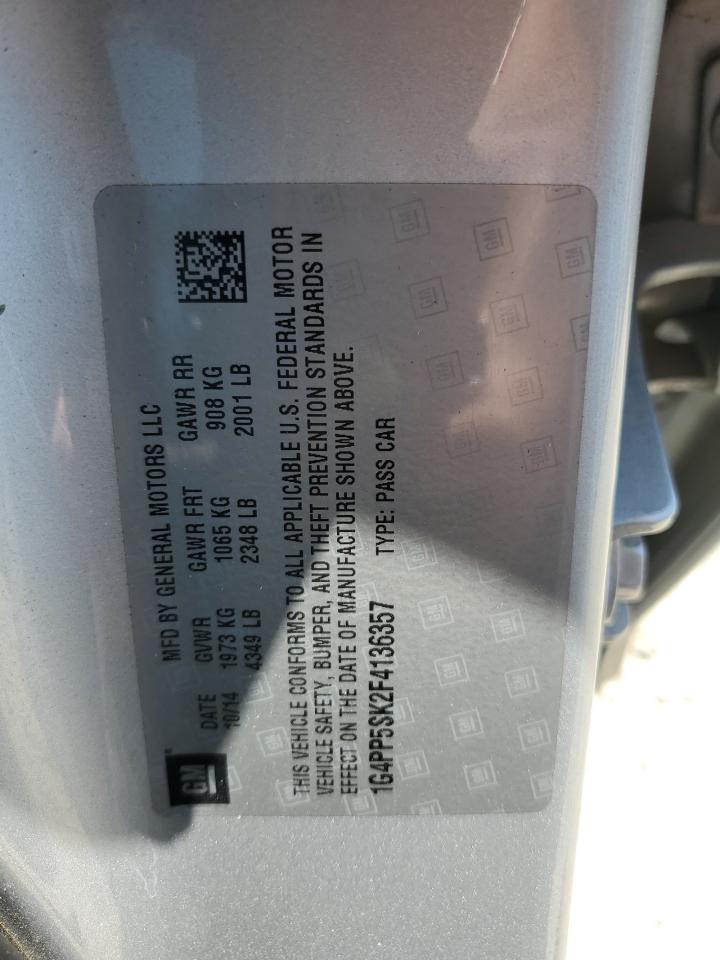 GM®
MFD BY GENERAL MOTORS LLC
DATE GVWR GAWR FRT GAWR RR
10/14 1973 KG 1065 KG 908 KG
4349 LB 2348 LB 2001 LB
THIS VEHICLE CONFORMS TO ALL APPLICABLE U.S. FEDERAL MOTOR
VEHICLE SAFETY, BUMPER, AND THEFT PREVENTION STANDARDS IN
EFFECT ON THE DATE OF MANUFACTURE SHOWN ABOVE.
1G4PP5SK2F4136357 TYPE: PASS CAR